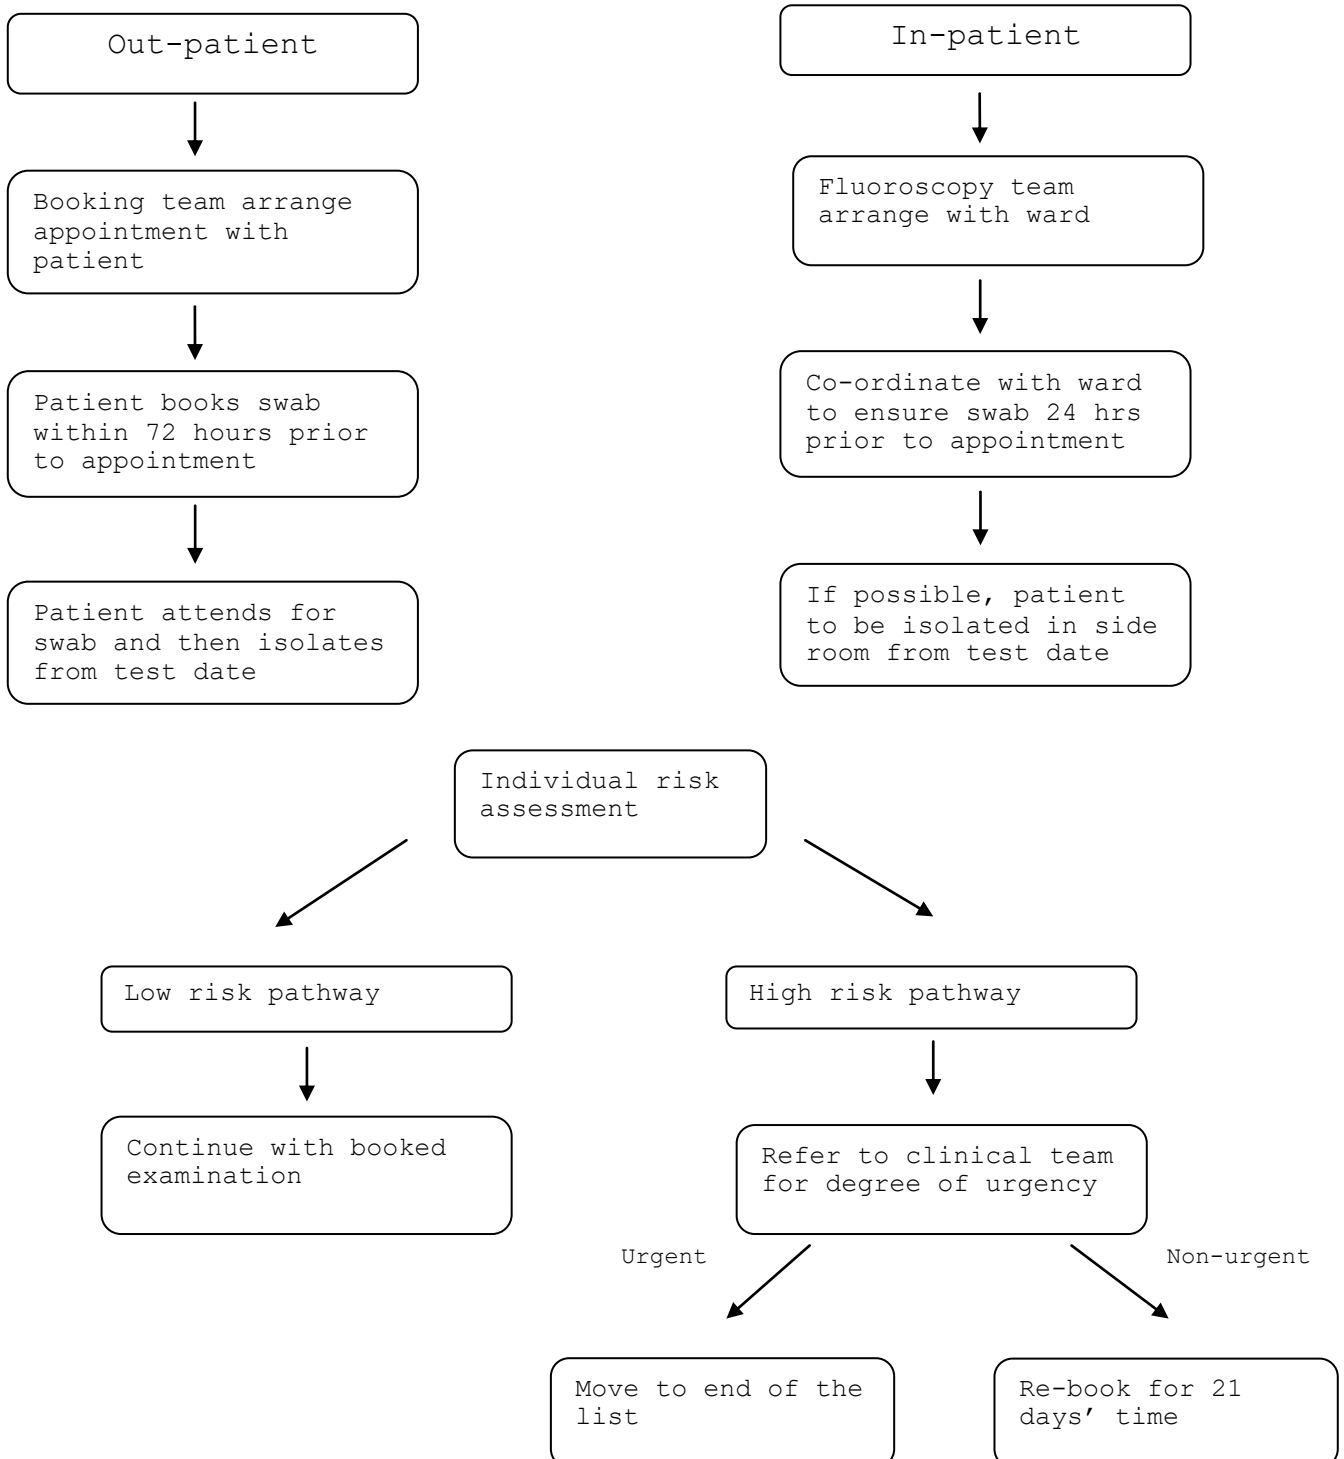 Out-patient
Booking team arrange
appointment with
patient
Patient books swab
within 72 hours prior
to appointment
Patient attends for
swab and then isolates
from test date
In-patient
Fluoroscopy team
arrange with ward
Co-ordinate with ward
to ensure swab 24 hrs
prior to appointment
If possible, patient
to be isolated in side
room from test date
Individual risk
assessment
Low risk pathway
Continue with booked
examination
High risk pathway
Refer to clinical team
for degree of urgency
Urgent
Non-urgent
Move to end of the
list
Re-book for 21
days’ time